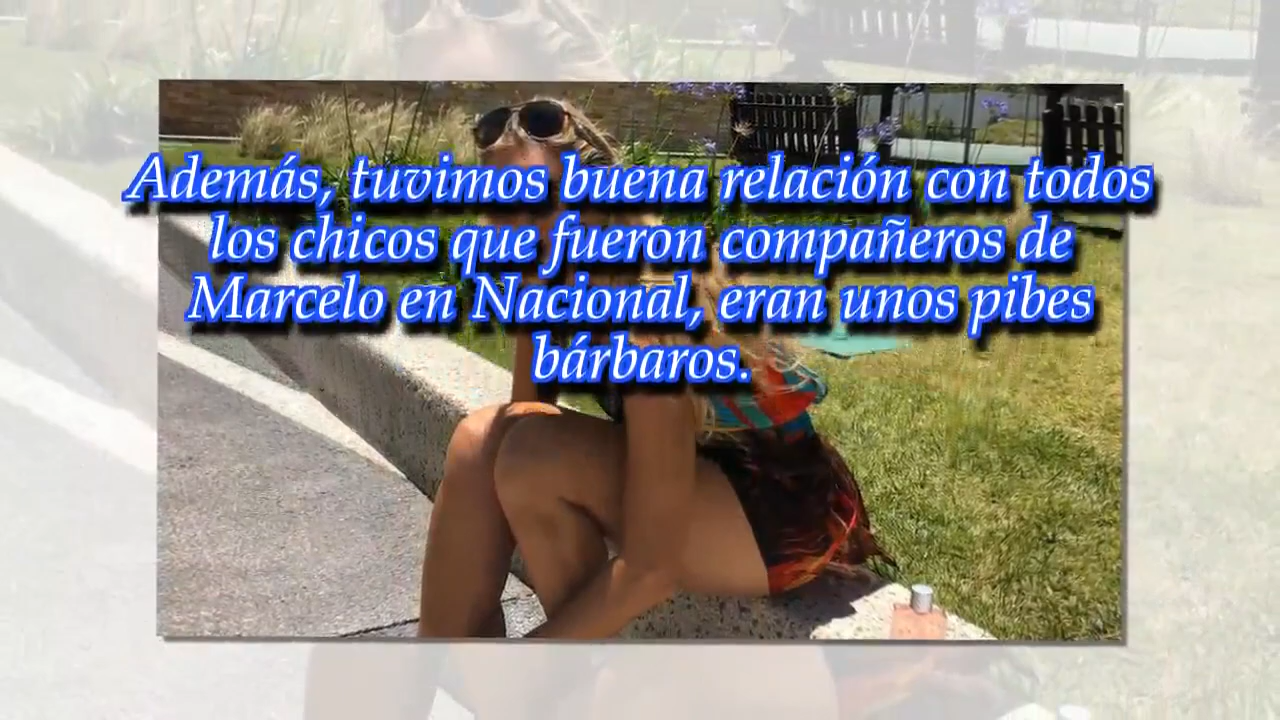 Además, tuvimos buena relación con todos
los chicos que fueron compañeros de
Marcelo en Nacional, eran unos pibes
bárbaros.